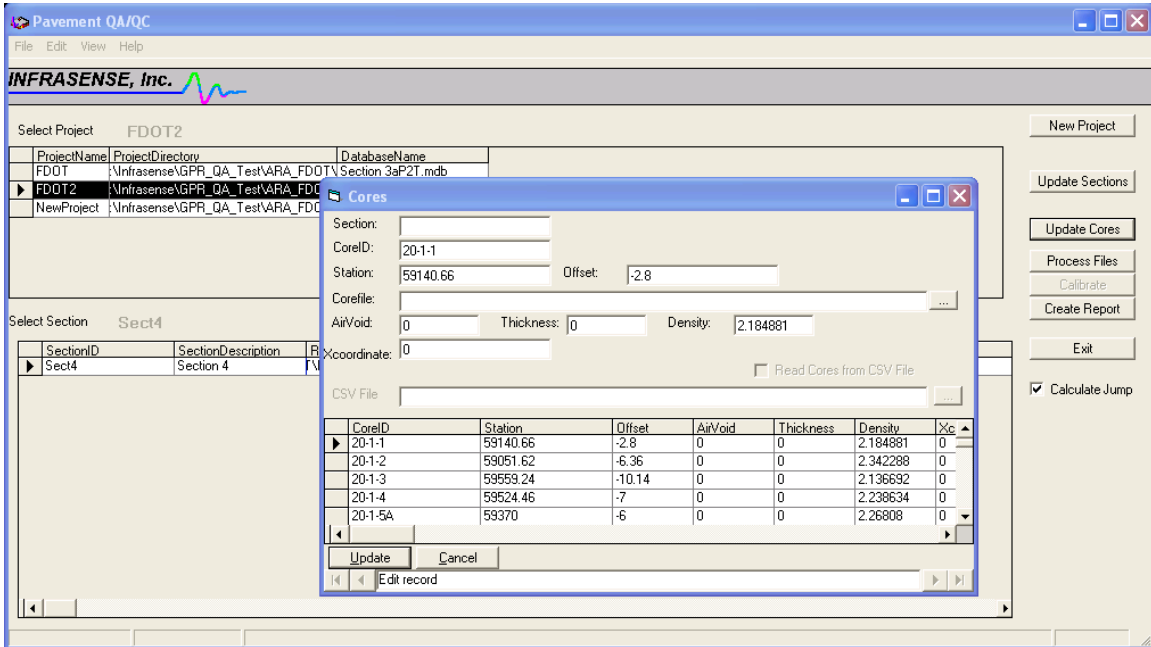 Pavement QA/QC
File Edit View Help
INFRASENSE, Inc.
Select Project FDOT2
New Project
ProjectName ProjectDirectory DatabaseName
FDOT :\Infrasense\GPR_QA_Test\ARA_FDOT\ Section 3aP2T.mdb
FDOT2 :\Infrasense\GPR_QA_Test\ARA_FDO
NewProject :\Infrasense\GPR_QA_Test\ARA_FDO
Update Sections
Update Cores
Process Files
Calibrate
Create Report
Exit
Calculate Jump
Cores
Section:
CoreID: 20-1-1
Station: 59140.66 Offset: -2.8
Corefile: ...
AirVoid: 0 Thickness: 0 Density: 2.184881
Xcoordinate: 0
Read Cores from CSV File
CSV File ...
CoreID Station Offset AirVoid Thickness Density Xc
20-1-1 59140.66 -2.8 0 0 2.184881 0
20-1-2 59051.62 -6.36 0 0 2.342288 0
20-1-3 59559.24 -10.14 0 0 2.136692 0
20-1-4 59524.46 -7 0 0 2.238634 0
20-1-5A 59370 -6 0 0 2.26808 0
Update Cancel
Edit record
Select Section Sect4
SectionID SectionDescription R
Sect4 Section 4